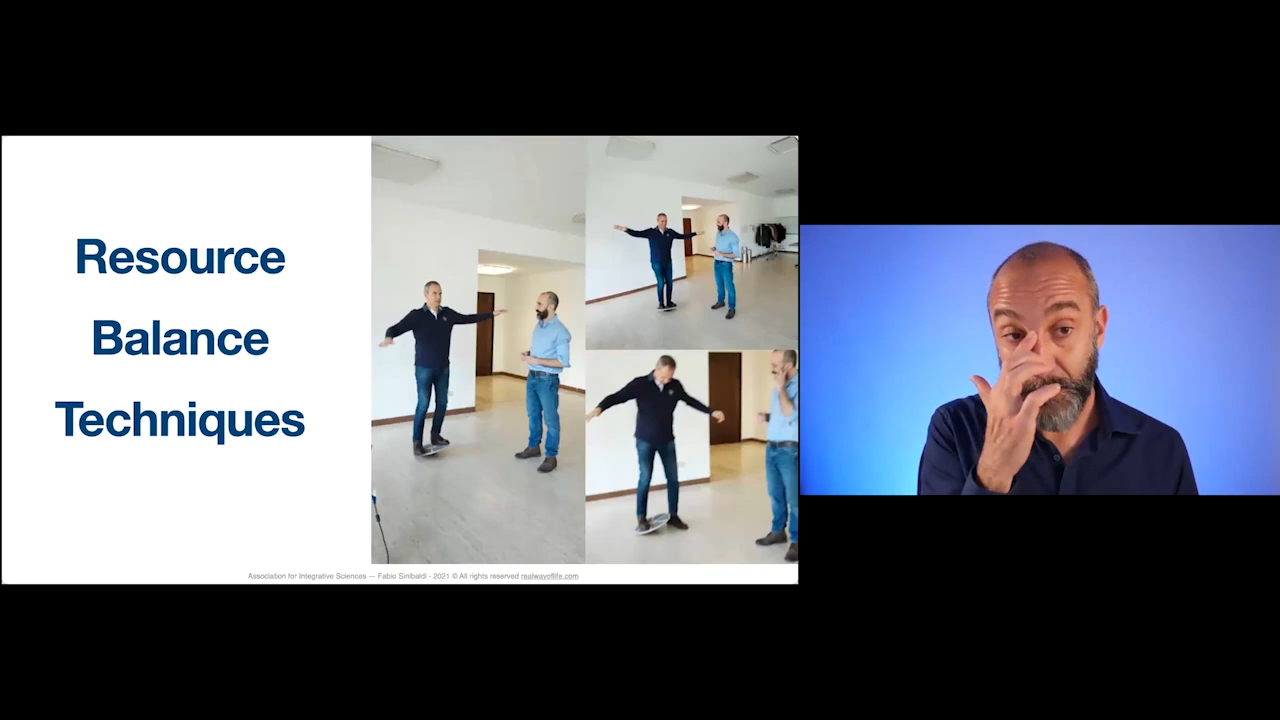 Resource
Balance
Techniques
Association for Integrative Sciences — Fabio Sinibaldi - 2021 © All rights reserved realwayoflife.com